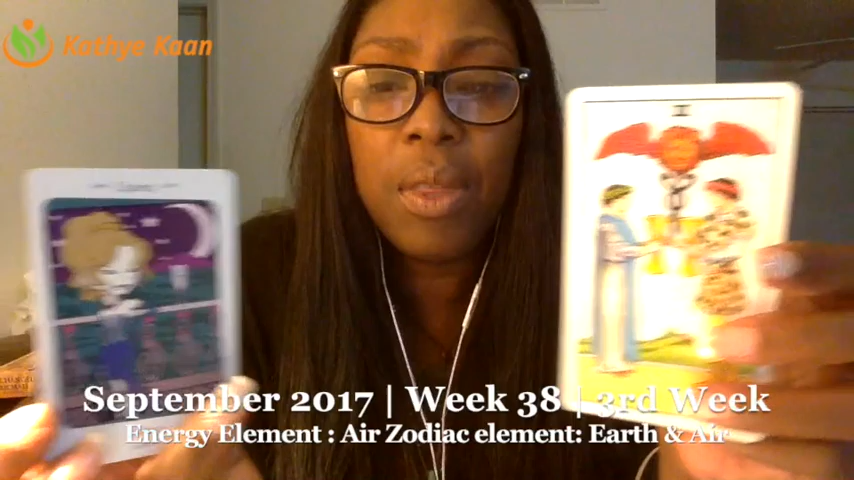 Kathye Kaan
II
September 2017 | Week 38 | 3rd Week
Energy Element : Air Zodiac element: Earth & Air